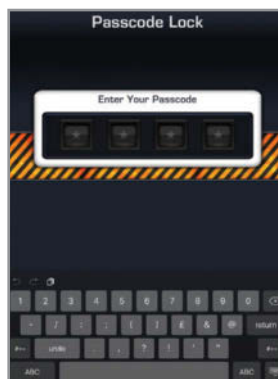 Passcode Lock
Enter Your Passcode
1 2 3 4 5 6 7 8 9 0
- / : ; ( ) £ & @ return
#+= undo . , ? ! ' " #+=
ABC ABC